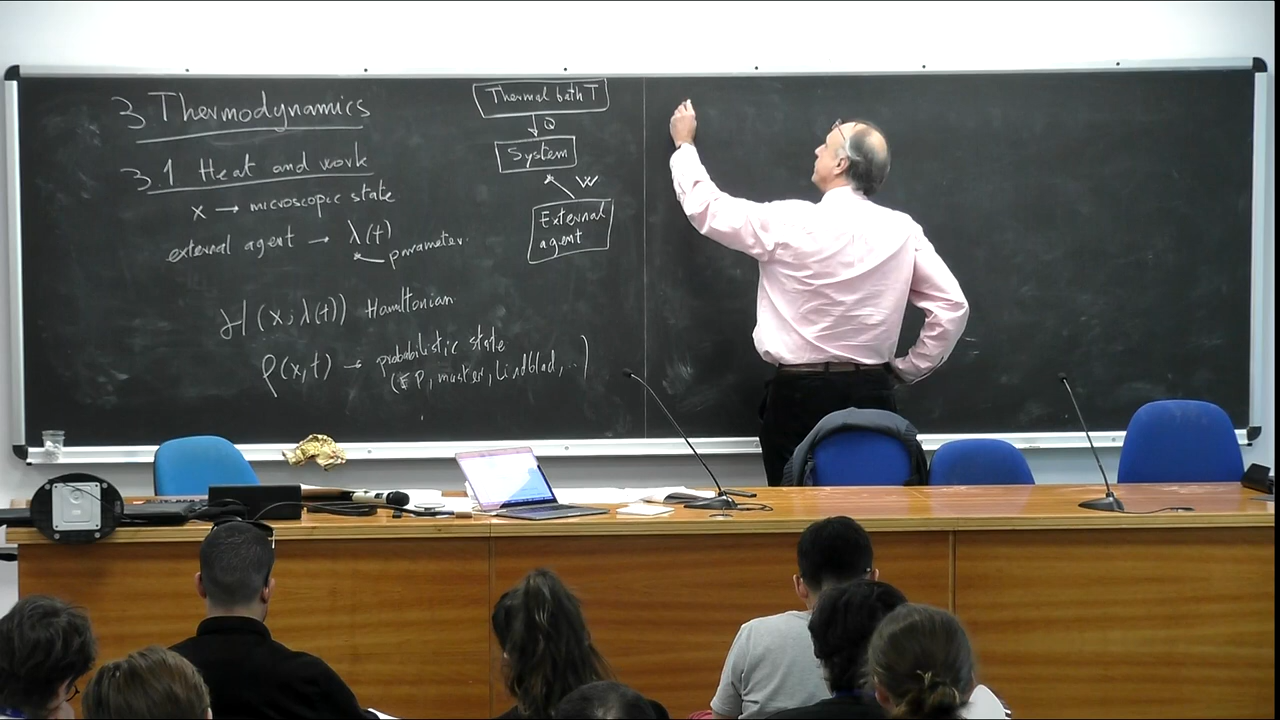 3 Thermodynamics
3.1 Heat and work
x → microscopic state
external agent → λ(t)
parameter.
H(x; λ(t)) Hamiltonian
ρ(x,t) → probabilistic state
(FP, master, Lindblad, ..)
Thermal bath T
Q
System
W
External
agent